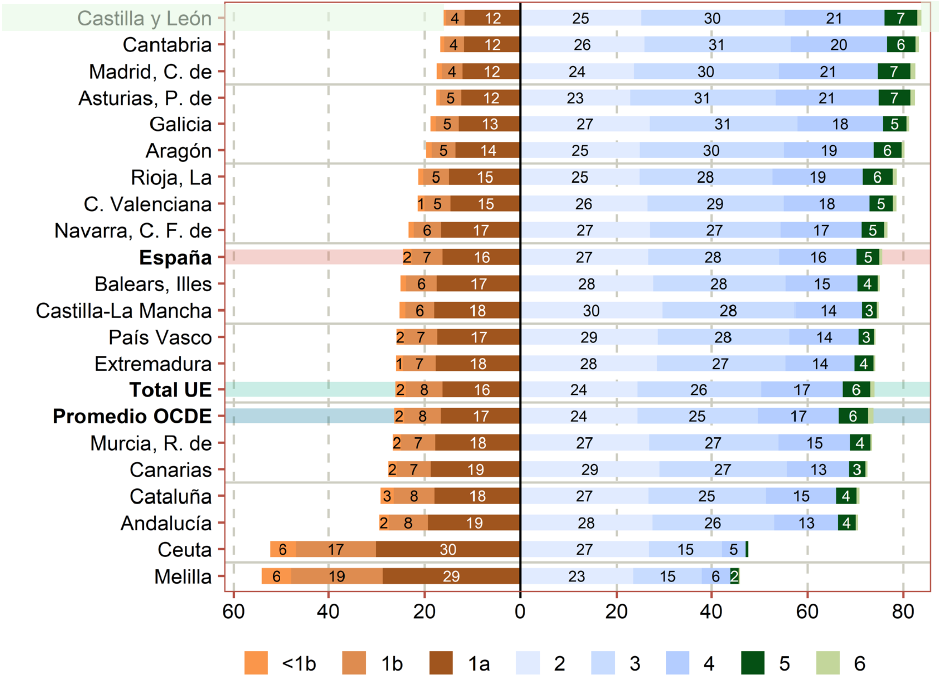 Castilla y León 4 12 25 30 21 7
Cantabria 4 12 26 31 20 6
Madrid, C. de 4 12 24 30 21 7
Asturias, P. de 5 12 23 31 21 7
Galicia 5 13 27 31 18 5
Aragón 5 14 25 30 19 6
Rioja, La 5 15 25 28 19 6
C. Valenciana 1 5 15 26 29 18 5
Navarra, C. F. de 6 17 27 27 17 5
España 2 7 16 27 28 16 5
Balears, Illes 6 17 28 28 15 4
Castilla-La Mancha 6 18 30 28 14 3
País Vasco 2 7 17 29 28 14 3
Extremadura 1 7 18 28 27 14 4
Total UE 2 8 16 24 26 17 6
Promedio OCDE 2 8 17 24 25 17 6
Murcia, R. de 2 7 18 27 27 15 4
Canarias 2 7 19 29 27 13 3
Cataluña 3 8 18 27 25 15 4
Andalucía 2 8 19 28 26 13 4
Ceuta 6 17 30 27 15 5
Melilla 6 19 29 23 15 6 2
60 40 20 0 20 40 60 80
<1b 1b 1a 2 3 4 5 6